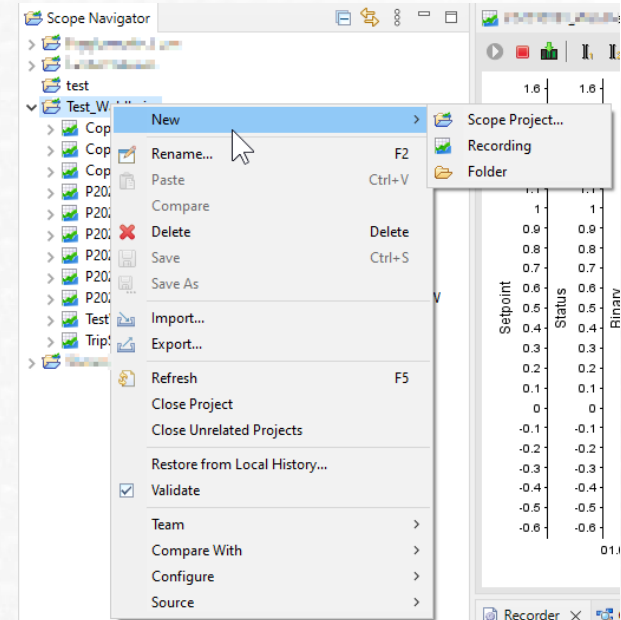 Scope Navigator
test
Test_W
Cop
Cop
Cop
P202
P202
P202
P202
P202
P202
Test
Trip
New
Rename... F2
Paste Ctrl+V
Compare
Delete Delete
Save Ctrl+S
Save As
Import...
Export...
Refresh F5
Close Project
Close Unrelated Projects
Restore from Local History...
Validate
Team
Compare With
Configure
Source
Scope Project...
Recording
Folder
1.6 1.6
1 1
0.9 0.9
0.8 0.8
0.7 0.7
0.6 0.6
0.5 0.5
0.4 0.4
0.3 0.3
0.2 0.2
0.1 0.1
0 0
-0.1 -0.1
-0.2 -0.2
-0.3 -0.3
-0.4 -0.4
-0.5 -0.5
-0.6 -0.6
Setpoint
Status
Binary
Recorder